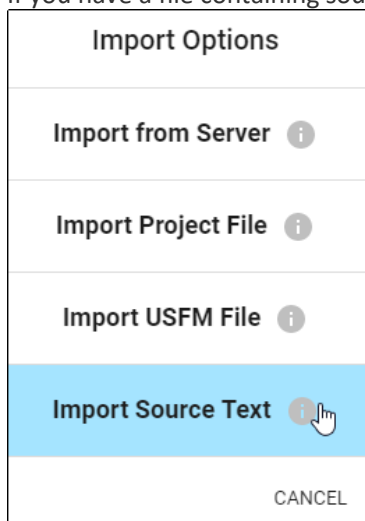 Import Options
Import from Server
Import Project File
Import USFM File
Import Source Text
CANCEL